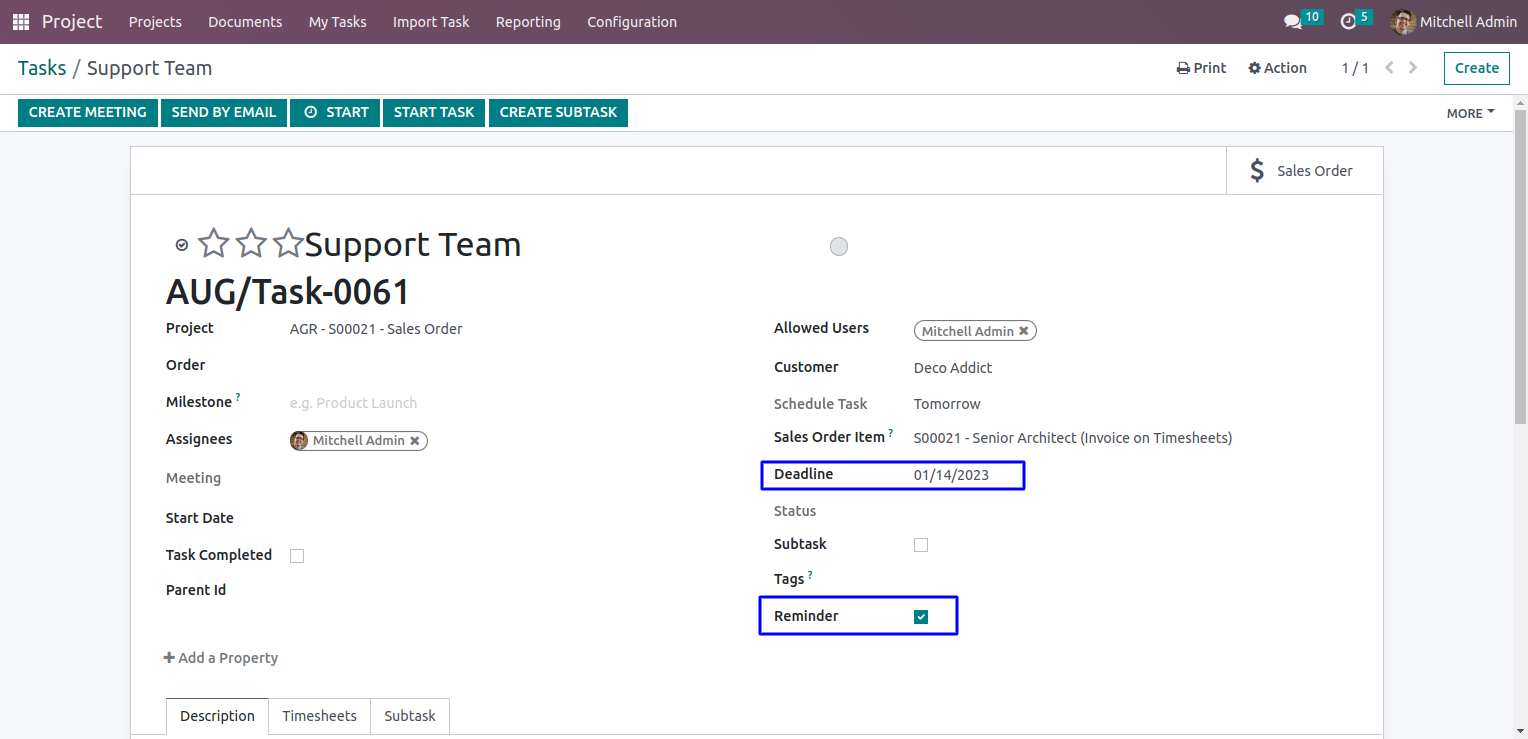 Project Projects Documents My Tasks Import Task Reporting Configuration 10 5 Mitchell Admin
Tasks / Support Team Print Action 1 / 1 Create
CREATE MEETING SEND BY EMAIL START START TASK CREATE SUBTASK MORE
Sales Order
Support Team
AUG/Task-0061
Project AGR - S00021 - Sales Order
Order
Milestone ? e.g. Product Launch
Assignees Mitchell Admin ✖
Meeting
Start Date
Task Completed
Parent Id
Allowed Users Mitchell Admin ✖
Customer Deco Addict
Schedule Task Tomorrow
Sales Order Item ? S00021 - Senior Architect (Invoice on Timesheets)
Deadline 01/14/2023
Status
Subtask
Tags ?
Reminder
+ Add a Property
Description Timesheets Subtask